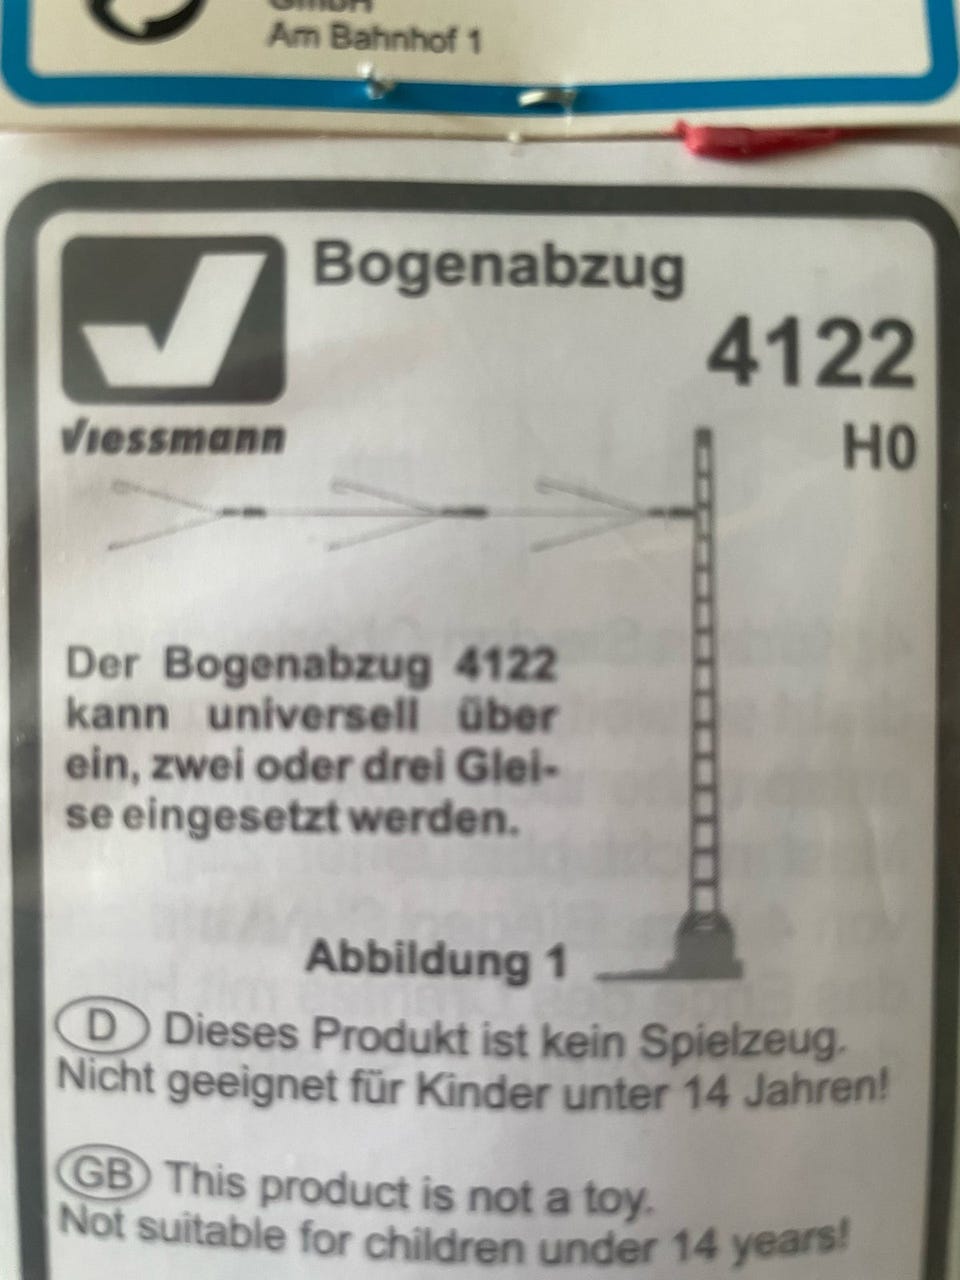 GmbH
Am Bahnhof 1
Bogenabzug
4122
Viessmann
H0
Der Bogenabzug 4122
kann universell über
ein, zwei oder drei Glei-
se eingesetzt werden.
Abbildung 1
D Dieses Produkt ist kein Spielzeug.
Nicht geeignet für Kinder unter 14 Jahren!
GB This product is not a toy.
Not suitable for children under 14 years!